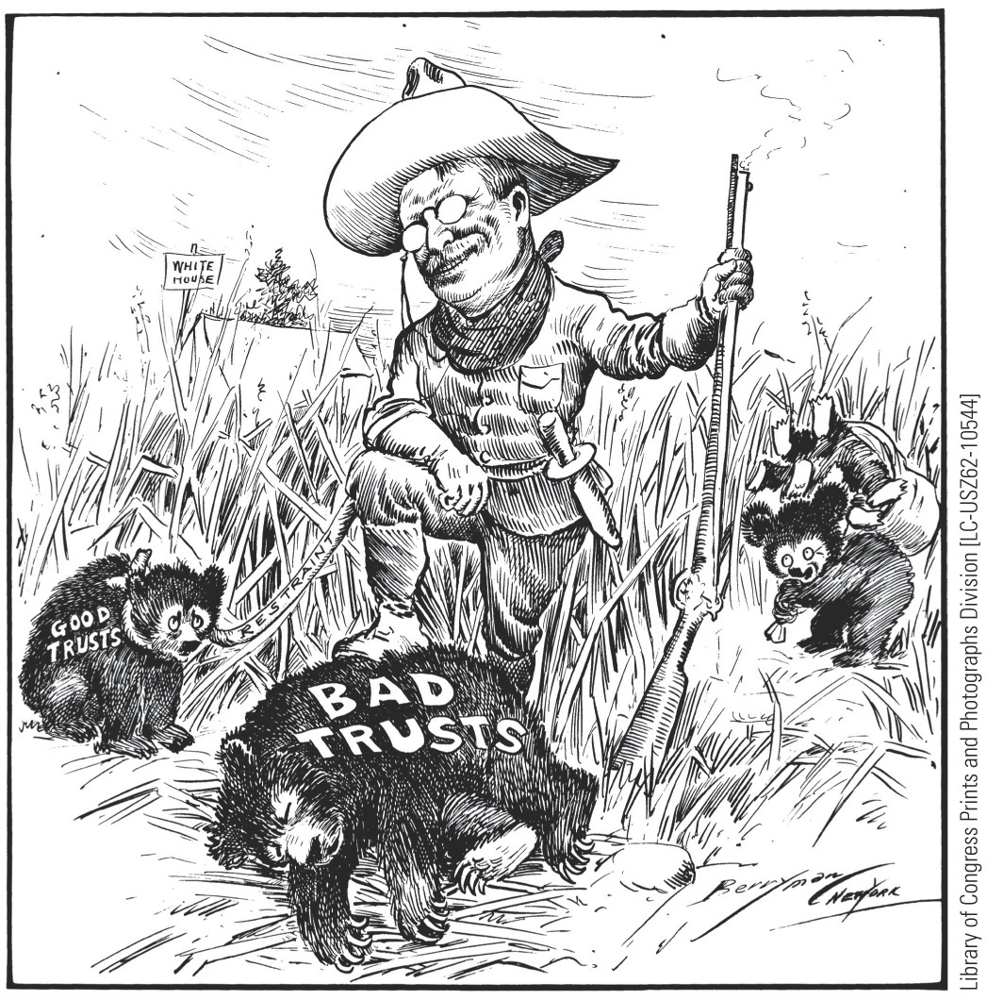 WHITE
HOUSE
GOOD
TRUSTS
RESTRAINT
BAD
TRUSTS
Berryman
NEW YORK
Library of Congress Prints and Photographs Division [LC-USZ62-10544]